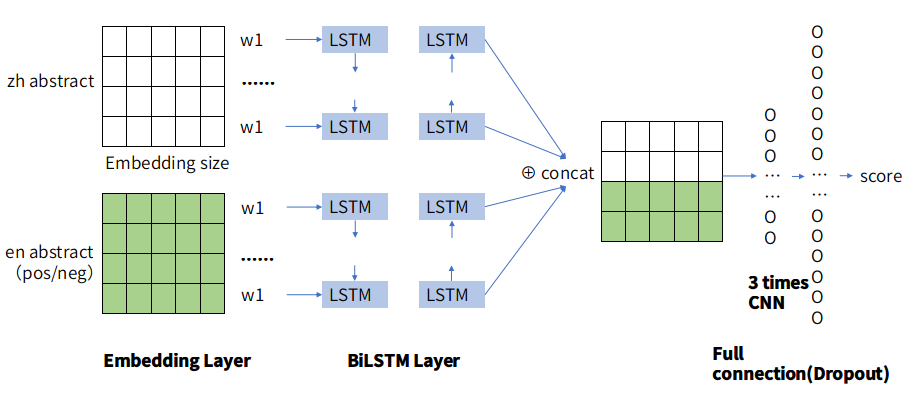 zh abstract
w1
LSTM
LSTM
......
w1
LSTM
LSTM
Embedding size
⊕ concat
en abstract
(pos/neg)
w1
LSTM
LSTM
......
w1
LSTM
LSTM
O
O
O
...
...
O
O
O
O
O
O
O
O
O
...
...
O
O
O
O
O
O
score
3 times
CNN
Embedding Layer
BiLSTM Layer
Full
connection(Dropout)